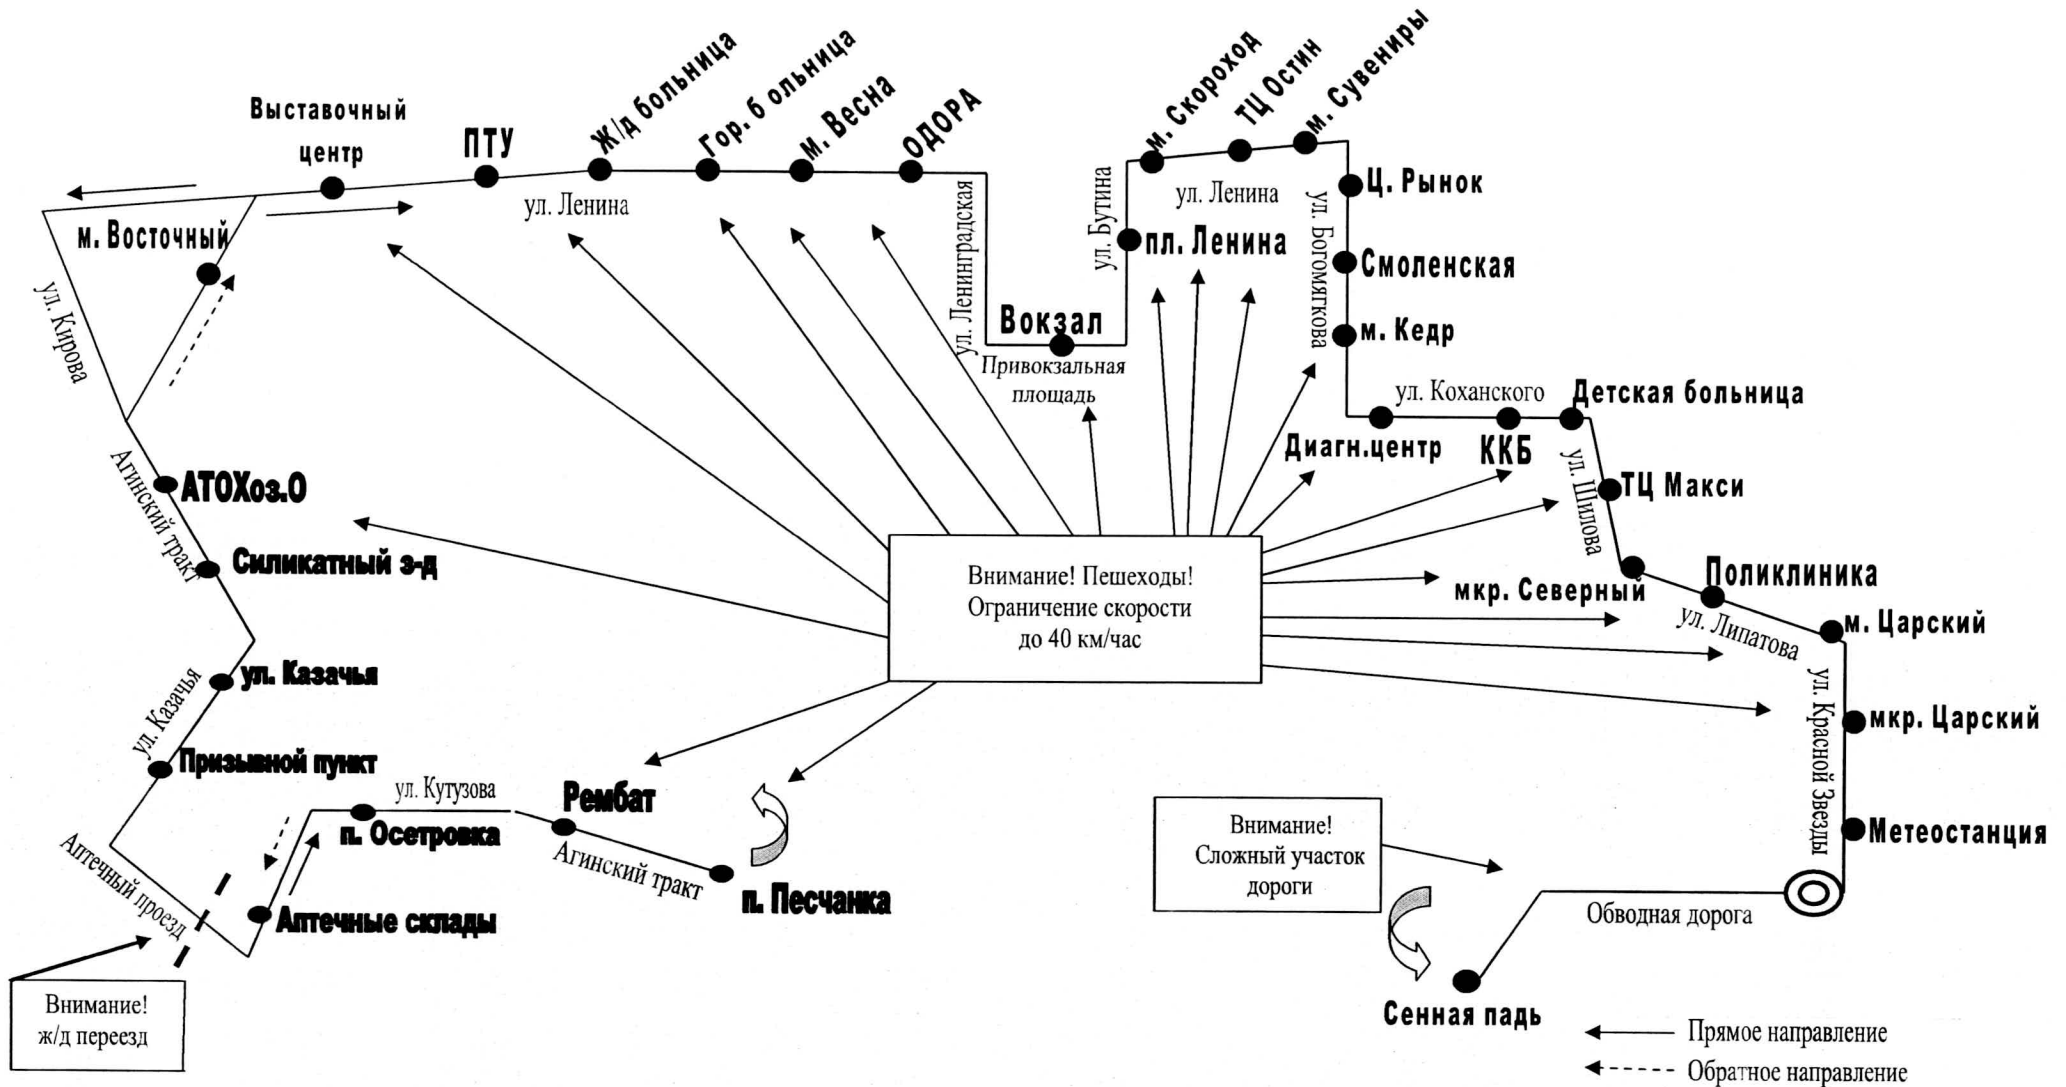 Выставочный
центр
ПТУ
Ж/д больница
Гор. б ольница
м. Весна
ОДОРА
м. Скороход
ТЦ Остин
м. Сувениры
ул. Ленина
ул. Ленинградская
ул. Бутина
ул. Ленина
ул. Богомягкова
Ц. Рынок
м. Восточный
ул. Кирова
пл. Ленина
Смоленская
Вокзал
Привокзальная
площадь
м. Кедр
ул. Коханского
Детская больница
Диагн.центр
ККБ
ул. Шилова
ТЦ Макси
АТОХоз.О
Агинский тракт
Силикатный з-д
Внимание! Пешеходы!
Ограничение скорости
до 40 км/час
мкр. Северный
Поликлиника
ул. Липатова
м. Царский
ул. Казачья
ул. Казачья
ул. Красной Звезды
мкр. Царский
Призывной пункт
ул. Кутузова
Рембат
п. Осетровка
Агинский тракт
п. Песчанка
Аптечный проезд
Аптечные склады
Внимание!
Сложный участок
дороги
Метеостанция
Обводная дорога
Сенная падь
Внимание!
ж/д переезд
Прямое направление
Обратное направление